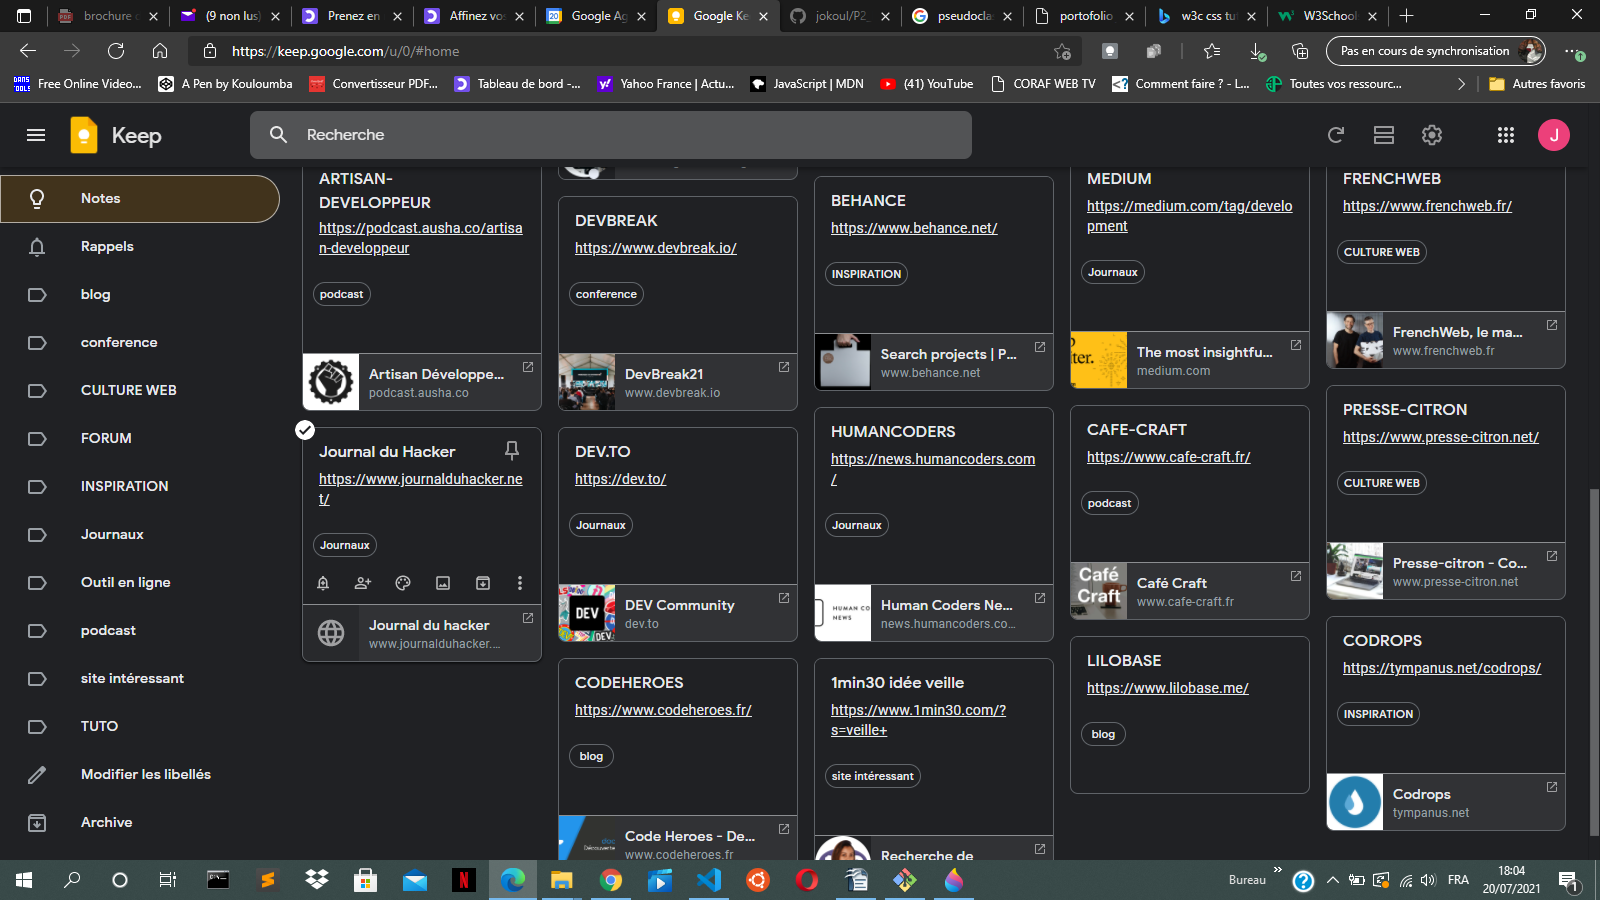 brochure
(9 non lus)
Prenez en
Affinez vos
Google Ag
Google Ke
jokoul/P2_
pseudoclas
portofolio
w3c css tut
W3School
https://keep.google.com/u/0/#home
Pas en cours de synchronisation
Free Online Video...
A Pen by Kouloumba
Convertisseur PDF...
Tableau de bord -...
Yahoo France | Actu...
JavaScript | MDN
(41) YouTube
CORAF WEB TV
Comment faire ? - L...
Toutes vos ressourc...
Autres favoris
Keep
Recherche
J
Notes
Rappels
blog
conference
CULTURE WEB
FORUM
INSPIRATION
Journaux
Outil en ligne
podcast
site intéressant
TUTO
Modifier les libellés
Archive
ARTISAN-
DEVELOPPEUR
https://podcast.ausha.co/artisa
n-developpeur
podcast
Artisan Développe...
podcast.ausha.co
Journal du Hacker
https://www.journalduhacker.ne
t/
Journaux
Journal du hacker
www.journalduhacker....
DEVBREAK
https://www.devbreak.io/
conference
DevBreak21
www.devbreak.io
DEV.TO
https://dev.to/
Journaux
DEV
DEV Community
dev.to
CODEHEROES
https://www.codeheroes.fr/
blog
Découverte
Code Heroes - De...
www.codeheroes.fr
BEHANCE
https://www.behance.net/
INSPIRATION
Search projects | P...
www.behance.net
HUMANCODERS
https://news.humancoders.com
/
Journaux
HUMAN CO
NEWS
Human Coders Ne...
news.humancoders.co...
1min30 idée veille
https://www.1min30.com/?
s=veille+
site intéressant
Recherche de
MEDIUM
https://medium.com/tag/develo
pment
Journaux
The most insightfu...
medium.com
CAFE-CRAFT
https://www.cafe-craft.fr/
podcast
Café
Craft
Café Craft
www.cafe-craft.fr
LILOBASE
https://www.lilobase.me/
blog
FRENCHWEB
https://www.frenchweb.fr/
CULTURE WEB
FrenchWeb, le ma...
www.frenchweb.fr
PRESSE-CITRON
https://www.presse-citron.net/
CULTURE WEB
Presse-citron - Co...
www.presse-citron.net
CODROPS
https://tympanus.net/codrops/
INSPIRATION
Codrops
tympanus.net
Bureau
FRA
18:04
20/07/2021
1